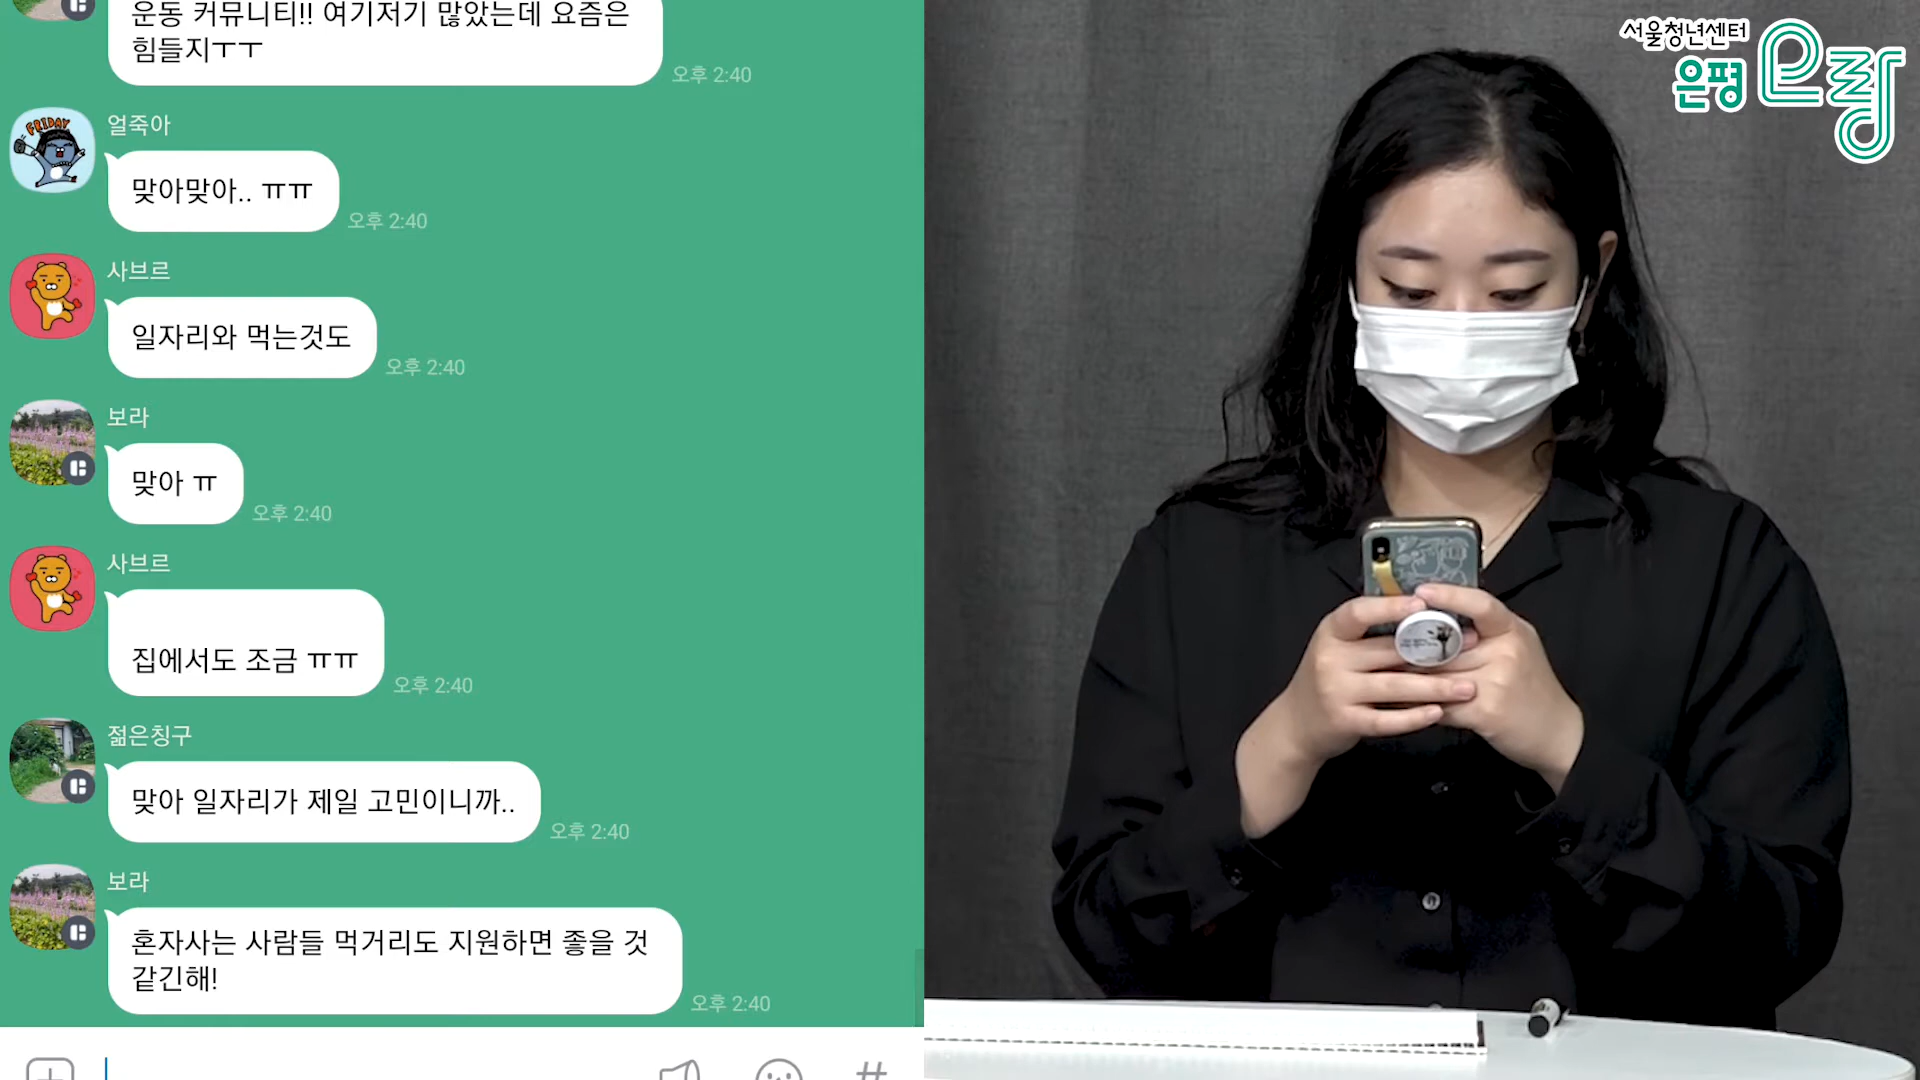 운동 커뮤니티!! 여기저기 많았는데 요즘은
힘들지ㅜㅜ
오후 2:40
얼죽아
FRIDAY
맞아맞아.. ㅠㅠ
오후 2:40
사브르
일자리와 먹는것도
오후 2:40
보라
맞아 ㅠ
오후 2:40
사브르
집에서도 조금 ㅠㅠ
오후 2:40
젊은칭구
맞아 일자리가 제일 고민이니까..
오후 2:40
보라
혼자사는 사람들 먹거리도 지원하면 좋을 것
같긴해!
오후 2:40
#
서울청년센터
은평
오랑